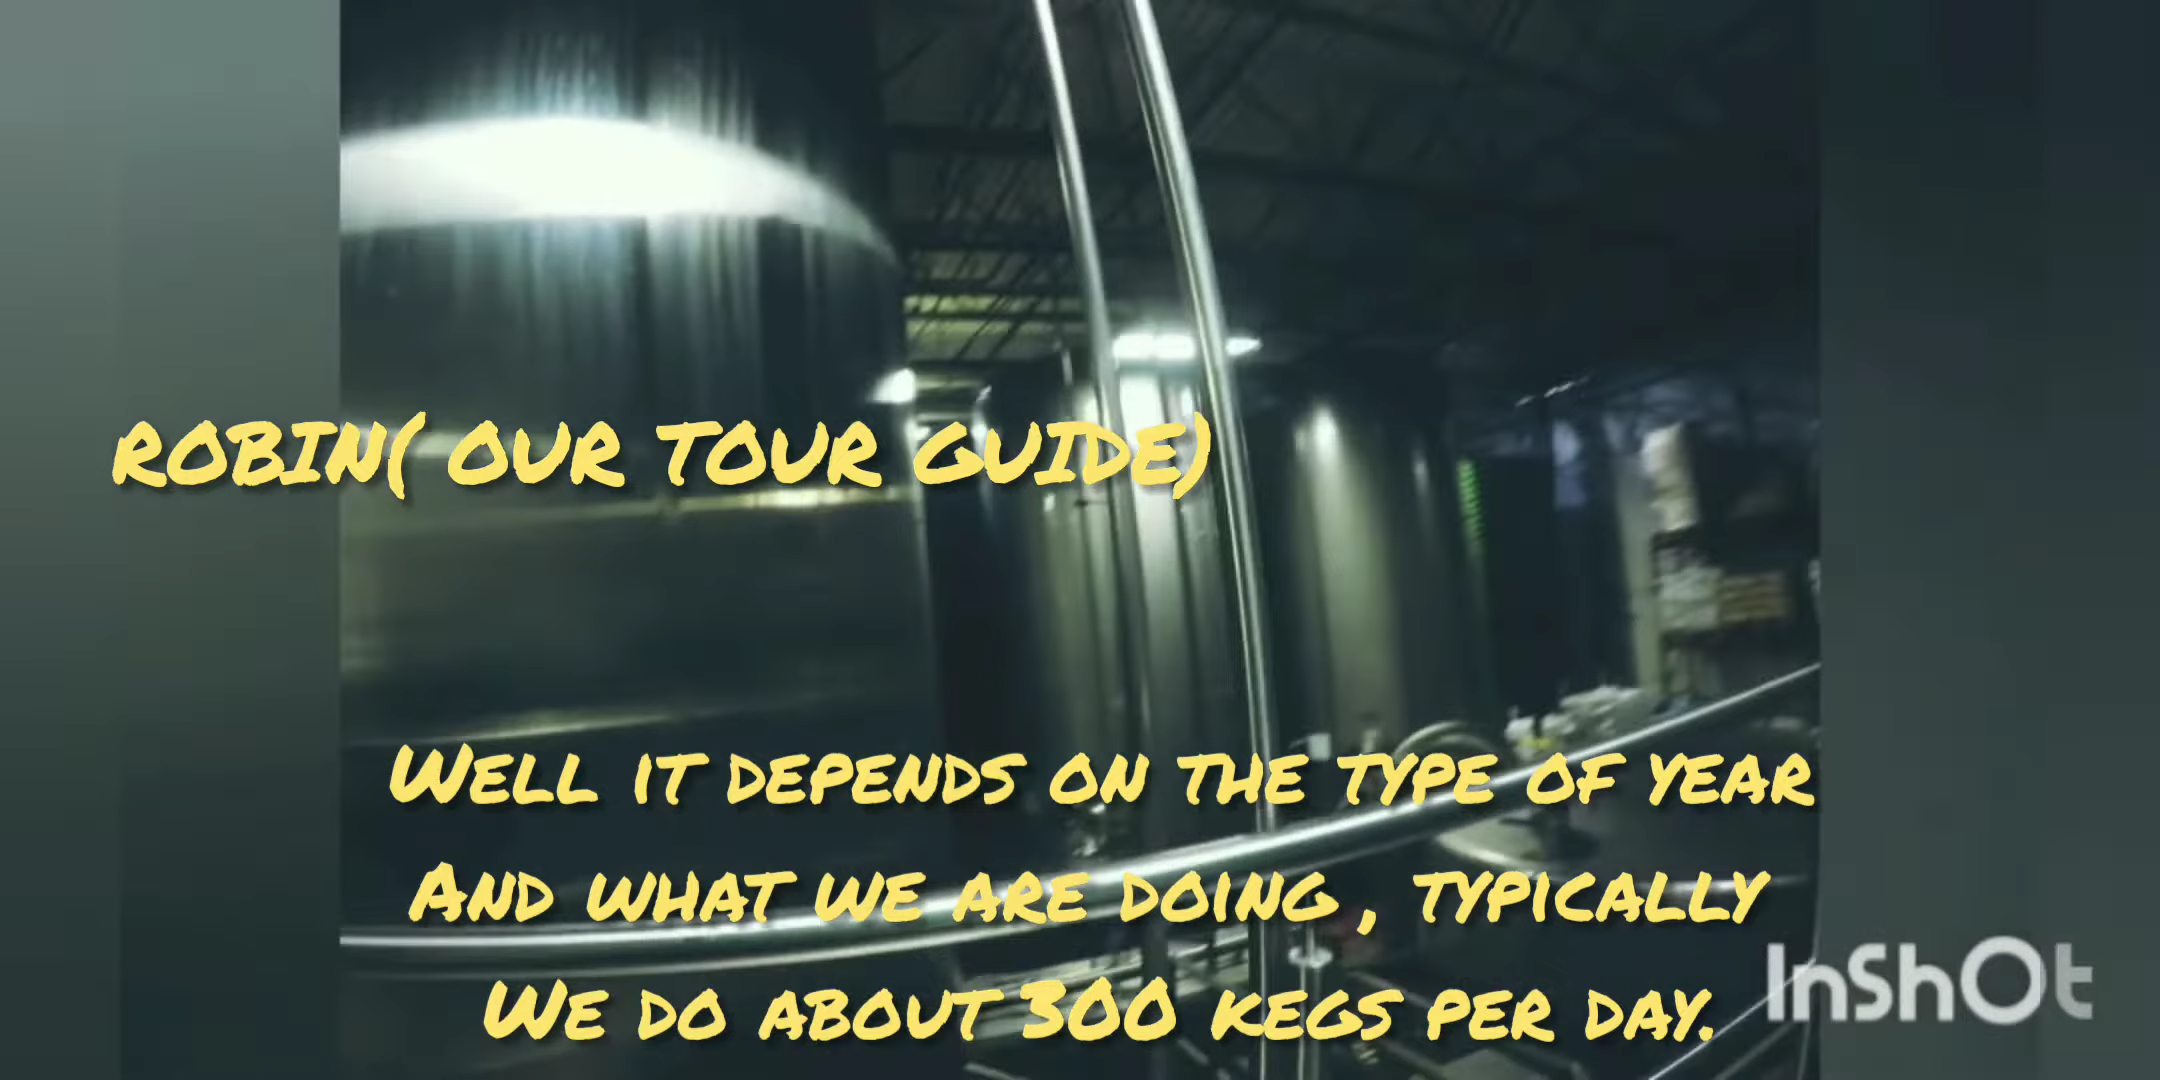 ROBIN( OUR TOUR GUIDE)
WELL IT DEPENDS ON THE TYPE OF YEAR
AND WHAT WE ARE DOING , TYPICALLY
WE DO ABOUT 300 KEGS PER DAY.
InShOt